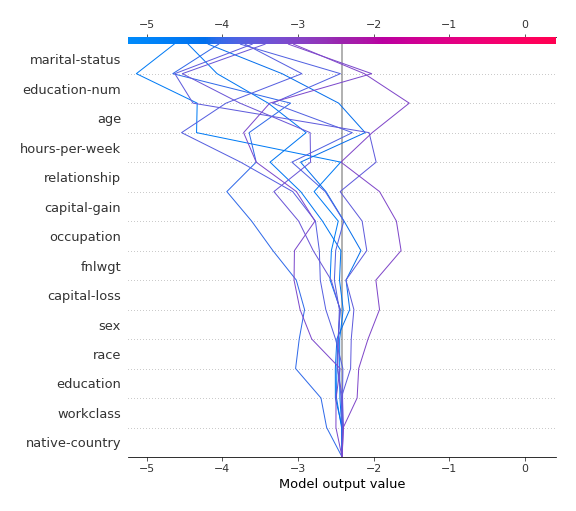 −5 −4 −3 −2 −1 0
marital-status
education-num
age
hours-per-week
relationship
capital-gain
occupation
fnlwgt
capital-loss
sex
race
education
workclass
native-country
−5 −4 −3 −2 −1 0
Model output value